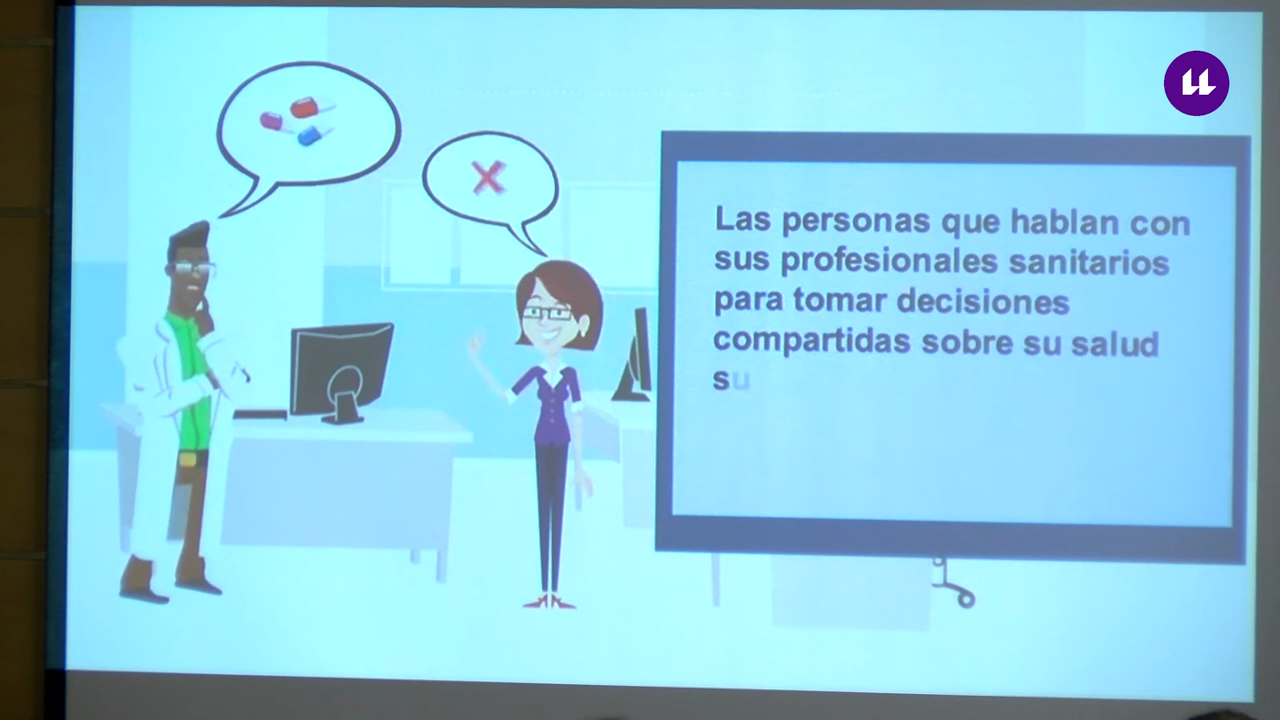 Las personas que hablan con
sus profesionales sanitarios
para tomar decisiones
compartidas sobre su salud
su